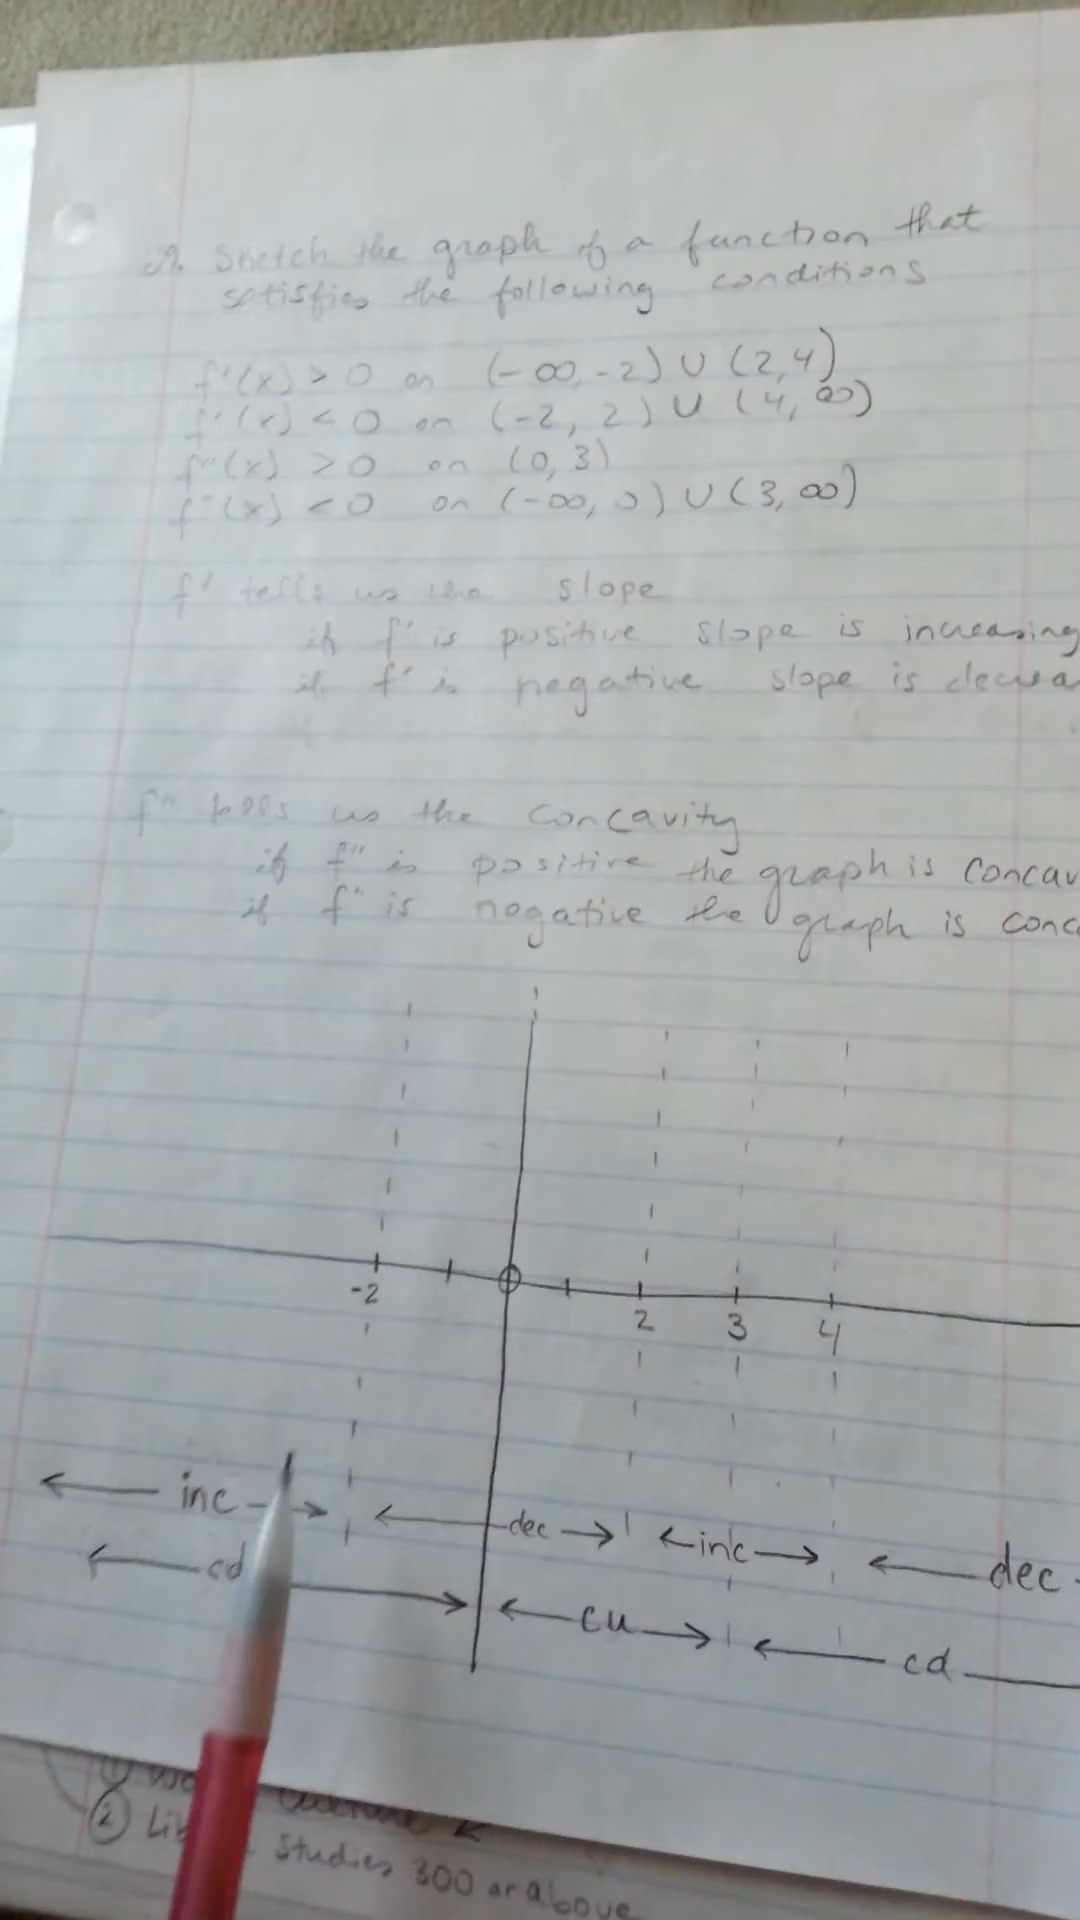 29. Sketch the graph of a function that
satisfies the following conditions
f'(x) > 0 on (-∞, -2) ∪ (2,4)
f'(x) < 0 on (-2, 2) ∪ (4, ∞)
f''(x) > 0 on (0, 3)
f''(x) < 0 on (-∞, 0) ∪ (3, ∞)
f' tells us the slope
if f' is positive slope is increasing
if f' is negative slope is
f'' tells us the concavity
if f'' is positive the graph is
if f'' is negative the graph is
-2 2 3 4
inc dec inc dec
cd cu cd
①
② Studies 300 or above